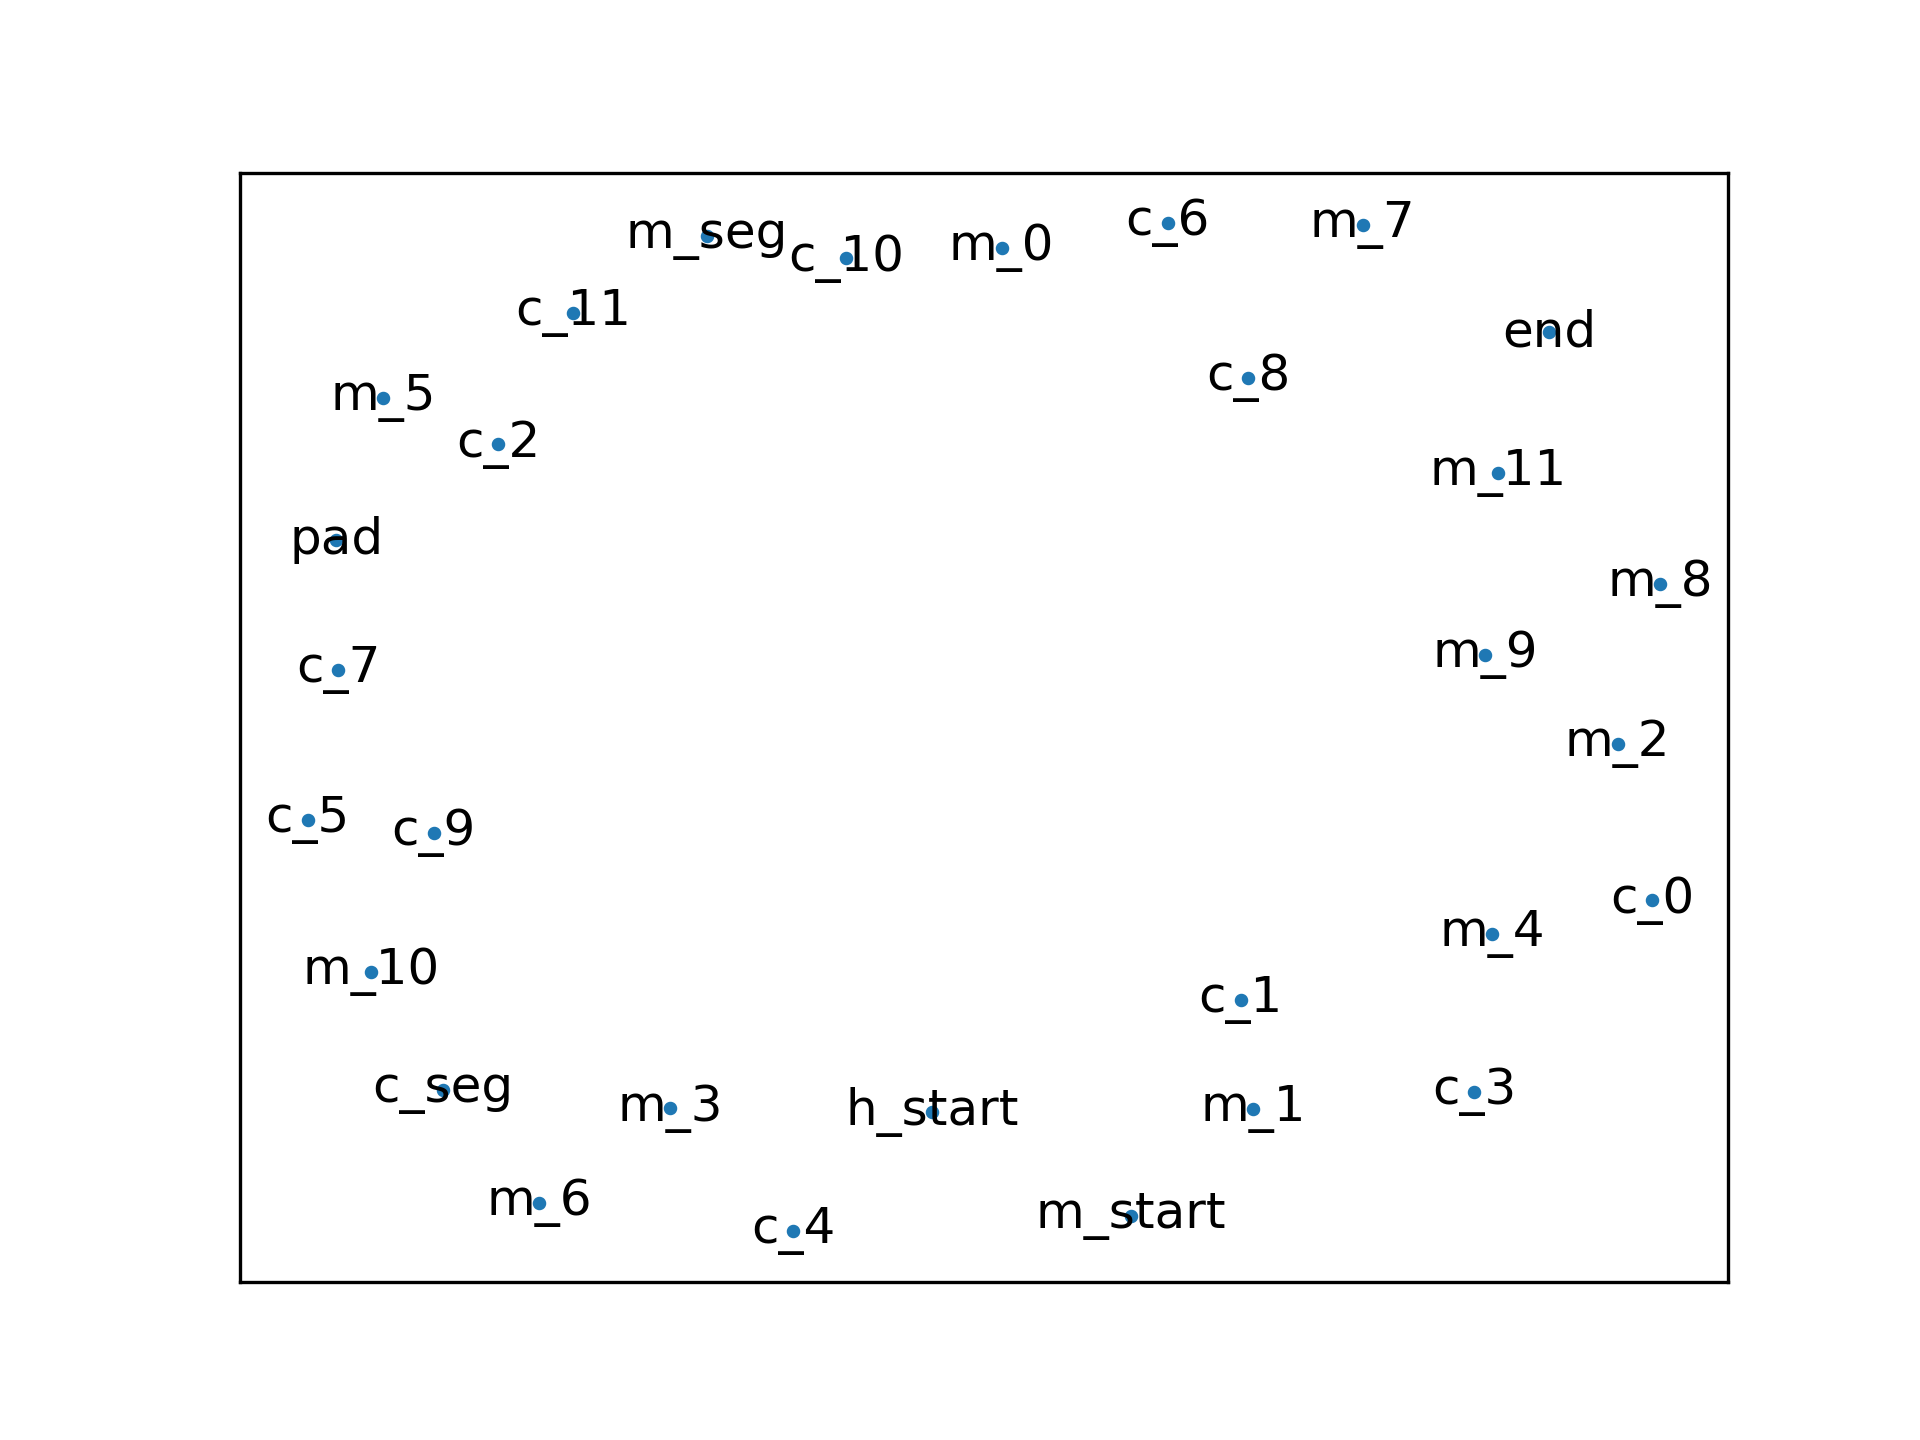 c_6 m_7
m_seg c_10 m_0
c_11 end
m_5 c_8
c_2 m_11
pad
m_8
c_7 m_9
m_2
c_5 c_9
c_0
m_4
m_10 c_1
c_seg m_3 h_start m_1 c_3
m_6 c_4 m_start